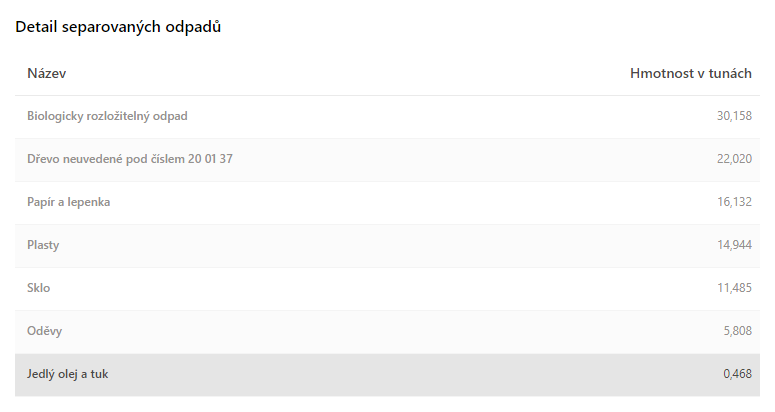 Detail separovaných odpadů
Název Hmotnost v tunách
Biologicky rozložitelný odpad 30,158
Dřevo neuvedené pod číslem 20 01 37 22,020
Papír a lepenka 16,132
Plasty 14,944
Sklo 11,485
Oděvy 5,808
Jedlý olej a tuk 0,468